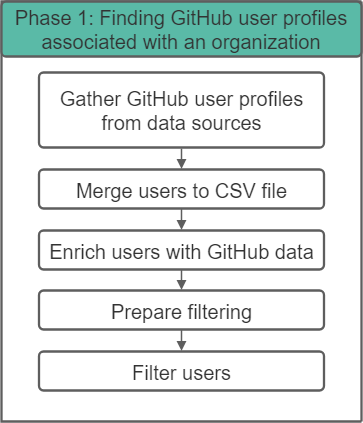 Phase 1: Finding GitHub user profiles
associated with an organization
Gather GitHub user profiles
from data sources
Merge users to CSV file
Enrich users with GitHub data
Prepare filtering
Filter users